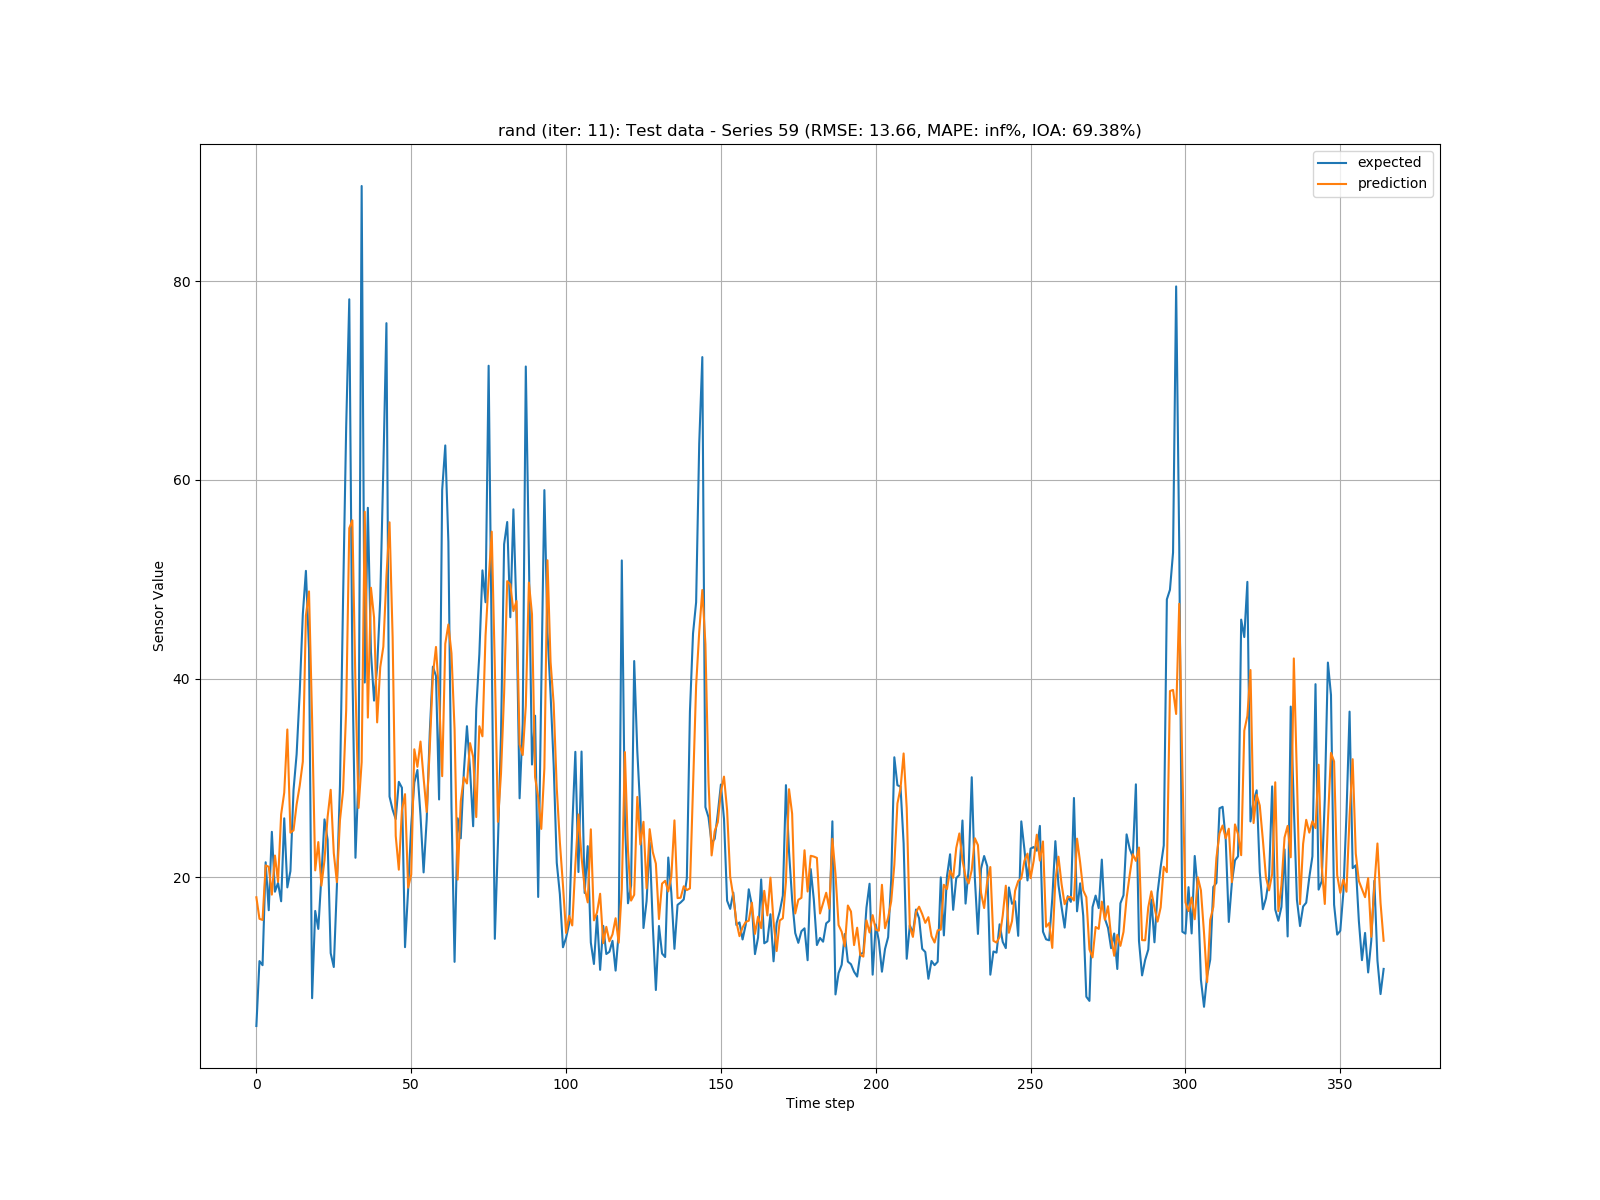 rand (iter: 11): Test data - Series 59 (RMSE: 13.66, MAPE: inf%, IOA: 69.38%)
expected
prediction
Sensor Value
80
60
40
20
0 50 100 150 200 250 300 350
Time step